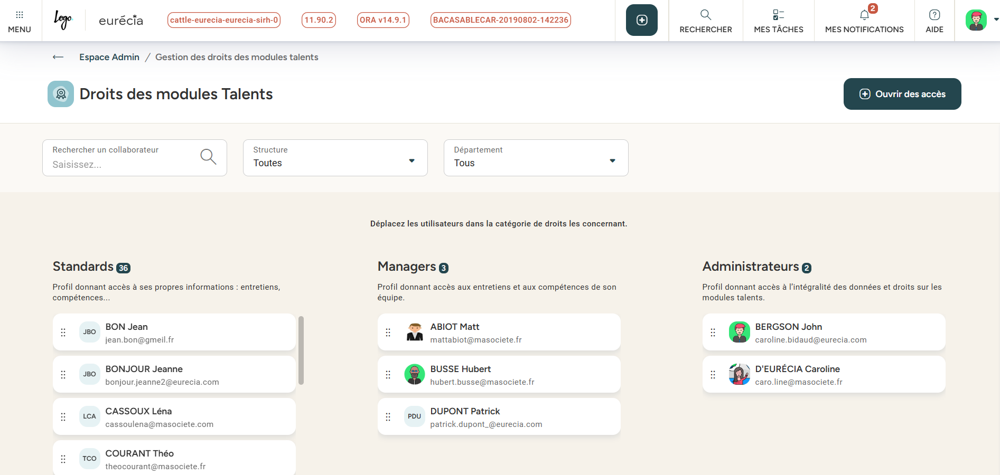 MENU
Logo
eurécia
cattle-eurecia-eurecia-sirh-0
11.90.2
ORA v14.9.1
BACASABLECAR-20190802-142236
RECHERCHER
MES TÂCHES
2
MES NOTIFICATIONS
AIDE
Espace Admin / Gestion des droits des modules talents
Droits des modules Talents
Ouvrir des accès
Rechercher un collaborateur
Saisissez...
Structure
Toutes
Département
Tous
Déplacez les utilisateurs dans la catégorie de droits les concernant.
Standards 36
Profil donnant accès à ses propres informations : entretiens,
compétences...
JBO
BON Jean
jean.bon@gmeil.fr
JBO
BONJOUR Jeanne
bonjour.jeanne2@eurecia.com
LCA
CASSOUX Léna
cassoulena@masociete.com
TCO
COURANT Théo
theocourant@masociete.fr
Managers 3
Profil donnant accès aux entretiens et aux compétences de son
équipe.
ABIOT Matt
mattabiot@masociete.fr
BUSSE Hubert
hubert.busse@masociete.fr
PDU
DUPONT Patrick
patrick.dupont_@eurecia.com
Administrateurs 2
Profil donnant accès à l’intégralité des données et droits sur les
modules talents.
BERGSON John
caroline.bidaud@eurecia.com
D'EURÉCIA Caroline
caro.line@masociete.fr